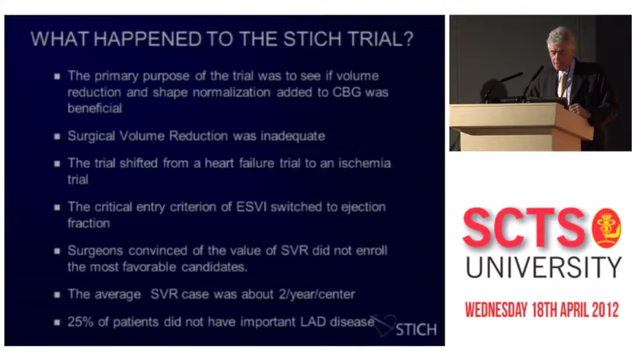 WHAT HAPPENED TO THE STICH TRIAL?
The primary purpose of the trial was to see if volume
reduction and shape normalization added to CBG was
beneficial
Surgical Volume Reduction was inadequate
The trial shifted from a heart failure trial to an ischemia
trial
The critical entry criterion of ESVI switched to ejection
fraction
Surgeons convinced of the value of SVR did not enroll
the most favorable candidates.
The average SVR case was about 2/year/center
25% of patients did not have important LAD disease
STICH
SCTS
UNIVERSITY
WEDNESDAY 18TH APRIL 2012